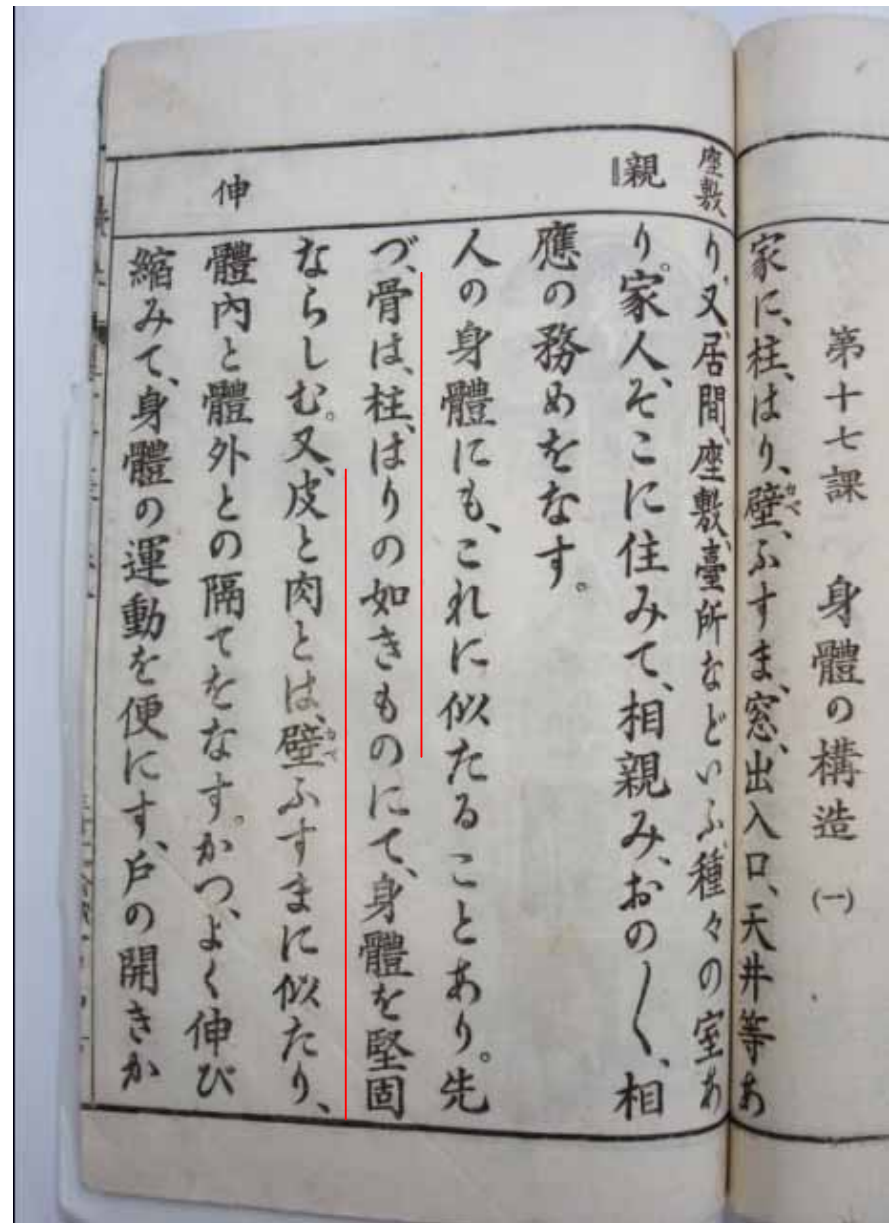 第十七課　身體の構造(一)
家に、柱、はり、壁、ふすま、窓、出入口、天井等あ
かべ
座敷
り。又、居間、座敷、臺所などいふ種々の室あ
親
り。家人、そこに住みて、相親み、おの〱、相
應の務めをなす。
人の身體にも、これに似たることあり。先
づ、骨は、柱、はりの如きものにて、身體を堅固
ならしむ。又、皮と肉とは、壁ふすまに似たり、
かべ
伸
體內と體外との隔てをなす。かつ、よく伸び
縮みて、身體の運動を便にす、戶の開きか